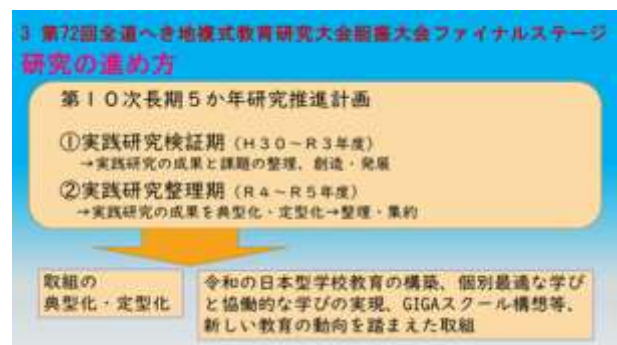 3 第72回全道へき地複式教育研究大会胆振大会ファイナルステージ
研究の進め方
第10次長期5か年研究推進計画
①実践研究検証期(H30~R3年度)
→実践研究の成果と課題の整理、創造・発展
②実践研究整理期(R4~R5年度)
→実践研究の成果を典型化・定型化→整理・集約
取組の
典型化・定型化
令和の日本型学校教育の構築、個別最適な学び
と協働的な学びの実現、GIGAスクール構想等、
新しい教育の動向を踏まえた取組